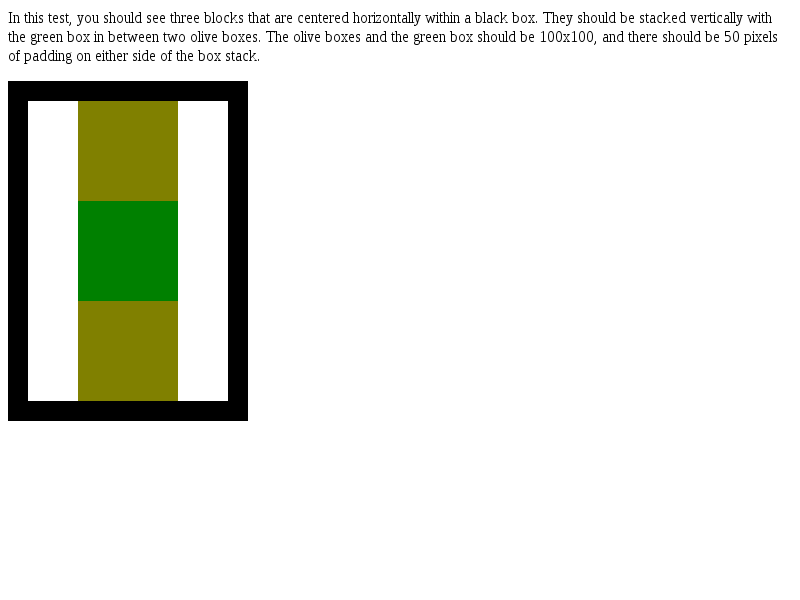 In this test, you should see three blocks that are centered horizontally within a black box. They should be stacked vertically with
the green box in between two olive boxes. The olive boxes and the green box should be 100x100, and there should be 50 pixels
of padding on either side of the box stack.